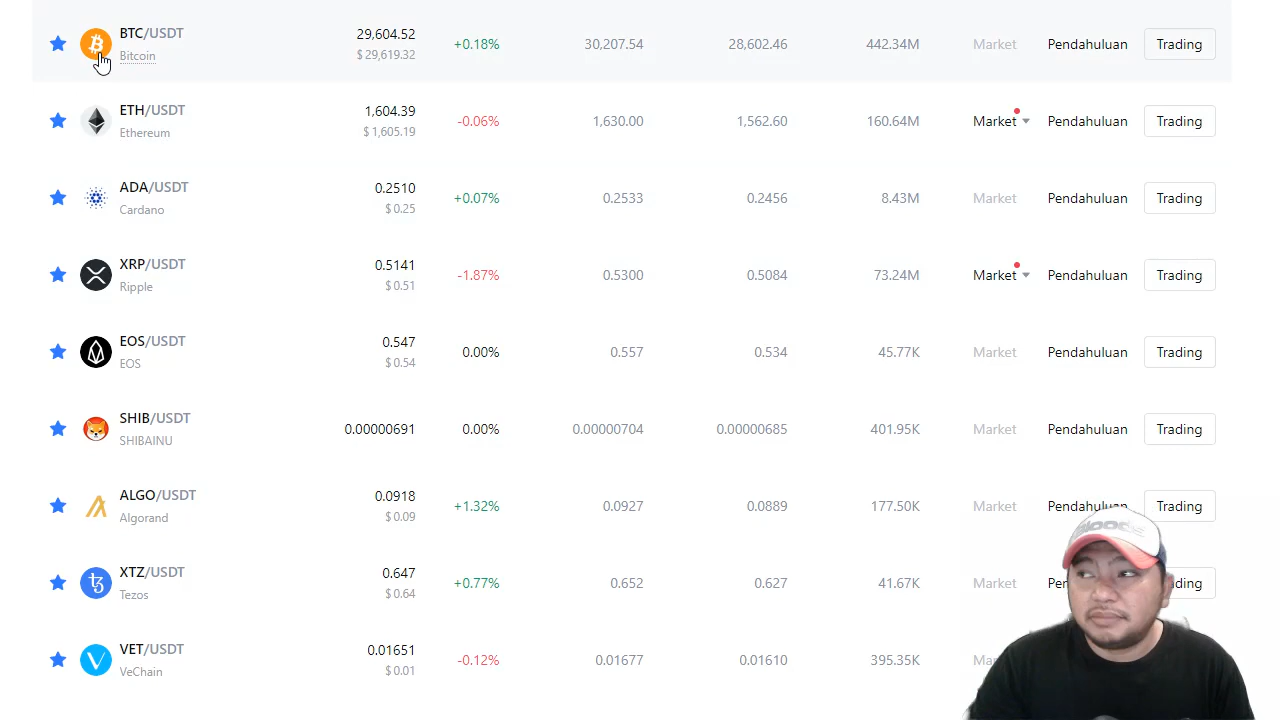 BTC/USDT 29,604.52 +0.18% 30,207.54 28,602.46 442.34M Market Pendahuluan Trading
Bitcoin $ 29,619.32
ETH/USDT 1,604.39 -0.06% 1,630.00 1,562.60 160.64M Market Pendahuluan Trading
Ethereum $ 1,605.19
ADA/USDT 0.2510 +0.07% 0.2533 0.2456 8.43M Market Pendahuluan Trading
Cardano $ 0.25
XRP/USDT 0.5141 -1.87% 0.5300 0.5084 73.24M Market Pendahuluan Trading
Ripple $ 0.51
EOS/USDT 0.547 0.00% 0.557 0.534 45.77K Market Pendahuluan Trading
EOS $ 0.54
SHIB/USDT 0.00000691 0.00% 0.00000704 0.00000685 401.95K Market Pendahuluan Trading
SHIBAINU
ALGO/USDT 0.0918 +1.32% 0.0927 0.0889 177.50K Market Pendahuluan Trading
Algorand $ 0.09
XTZ/USDT 0.647 +0.77% 0.652 0.627 41.67K Market
Tezos $ 0.64
VET/USDT 0.01651 -0.12% 0.01677 0.01610 395.35K
VeChain $ 0.01